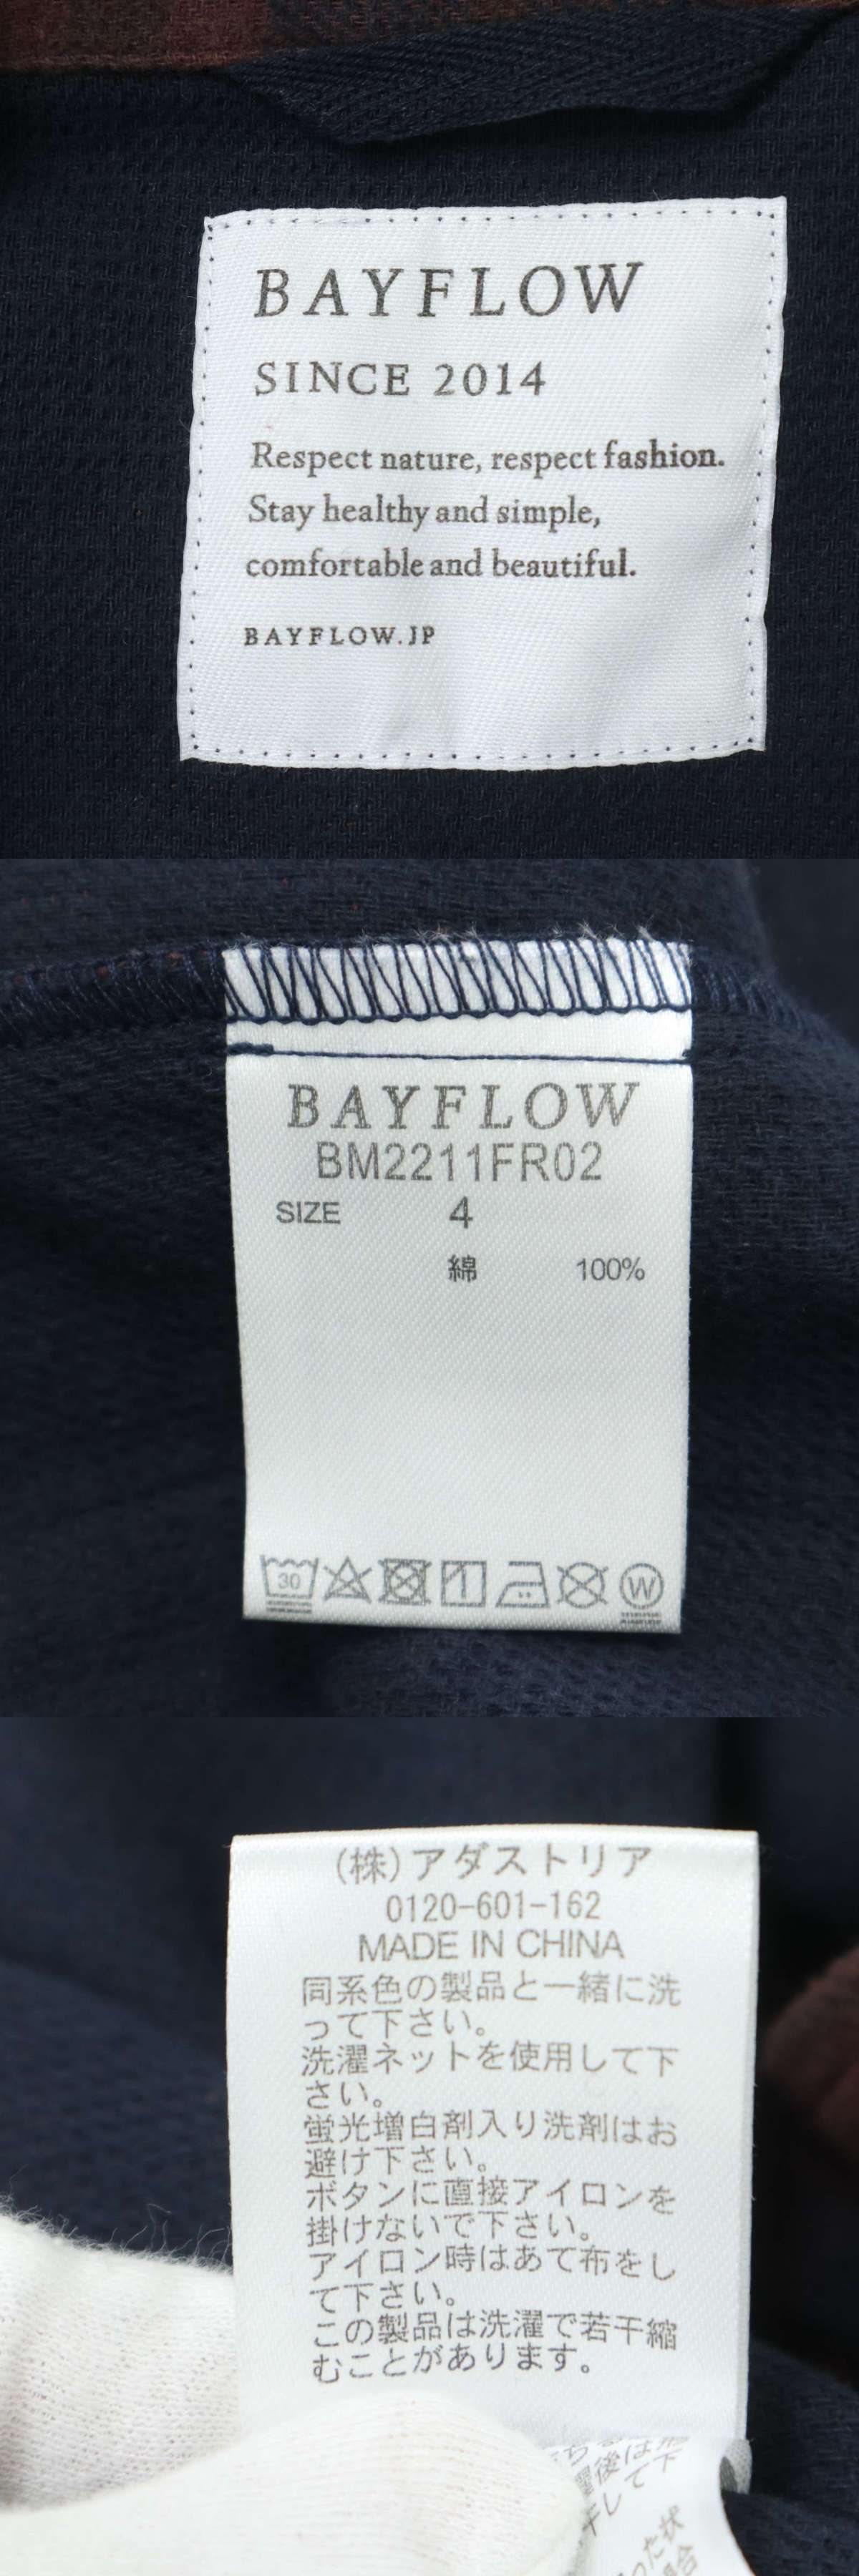 BAYFLOW
SINCE 2014
Respect nature, respect fashion.
Stay healthy and simple,
comfortable and beautiful.
BAYFLOW.JP
BAYFLOW
BM2211FR02
SIZE 4
綿 100%
30
W
(株)アダストリア
0120-601-162
MADE IN CHINA
同系色の製品と一緒に洗
って下さい。
洗濯ネットを使用して下
さい。
蛍光増白剤入り洗剤はお
避け下さい。
ボタンに直接アイロンを
掛けないで下さい。
アイロン時はあて布をし
て下さい。
この製品は洗濯で若干縮
むことがあります。